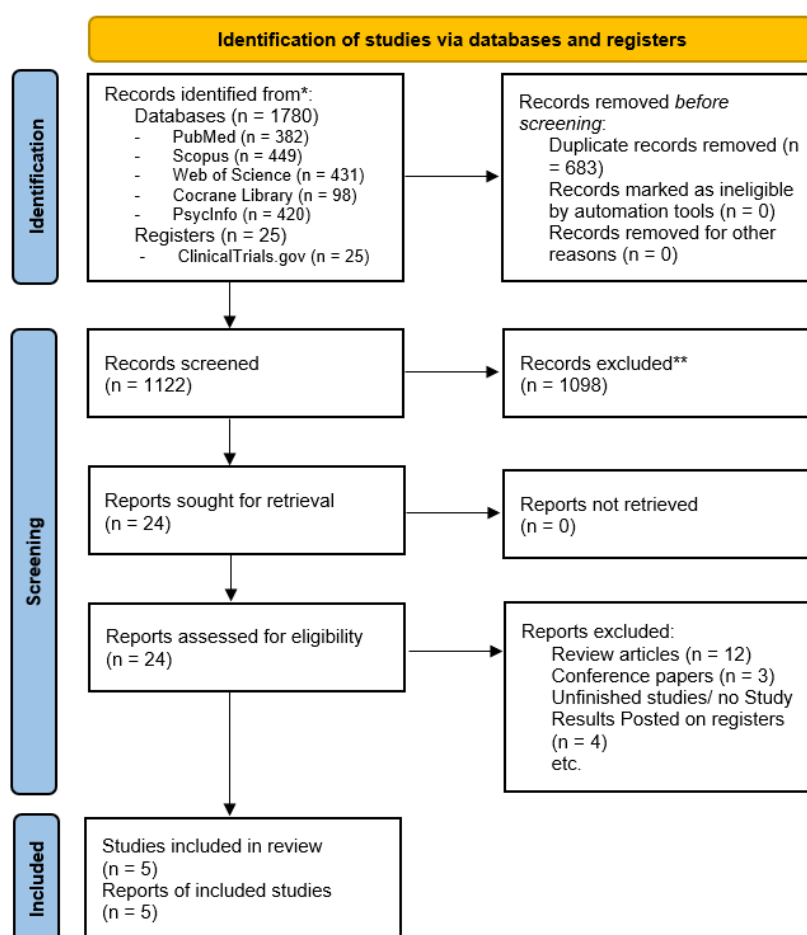 Identification of studies via databases and registers
Identification
Records identified from*:
Databases (n = 1780)
- PubMed (n = 382)
- Scopus (n = 449)
- Web of Science (n = 431)
- Cocrane Library (n = 98)
- PsycInfo (n = 420)
Registers (n = 25)
- ClinicalTrials.gov (n = 25)
Records removed before
screening:
Duplicate records removed (n
= 683)
Records marked as ineligible
by automation tools (n = 0)
Records removed for other
reasons (n = 0)
Screening
Records screened
(n = 1122)
Records excluded**
(n = 1098)
Reports sought for retrieval
(n = 24)
Reports not retrieved
(n = 0)
Reports assessed for eligibility
(n = 24)
Reports excluded:
Review articles (n = 12)
Conference papers (n = 3)
Unfinished studies/ no Study
Results Posted on registers
(n = 4)
etc.
Included
Studies included in review
(n = 5)
Reports of included studies
(n = 5)